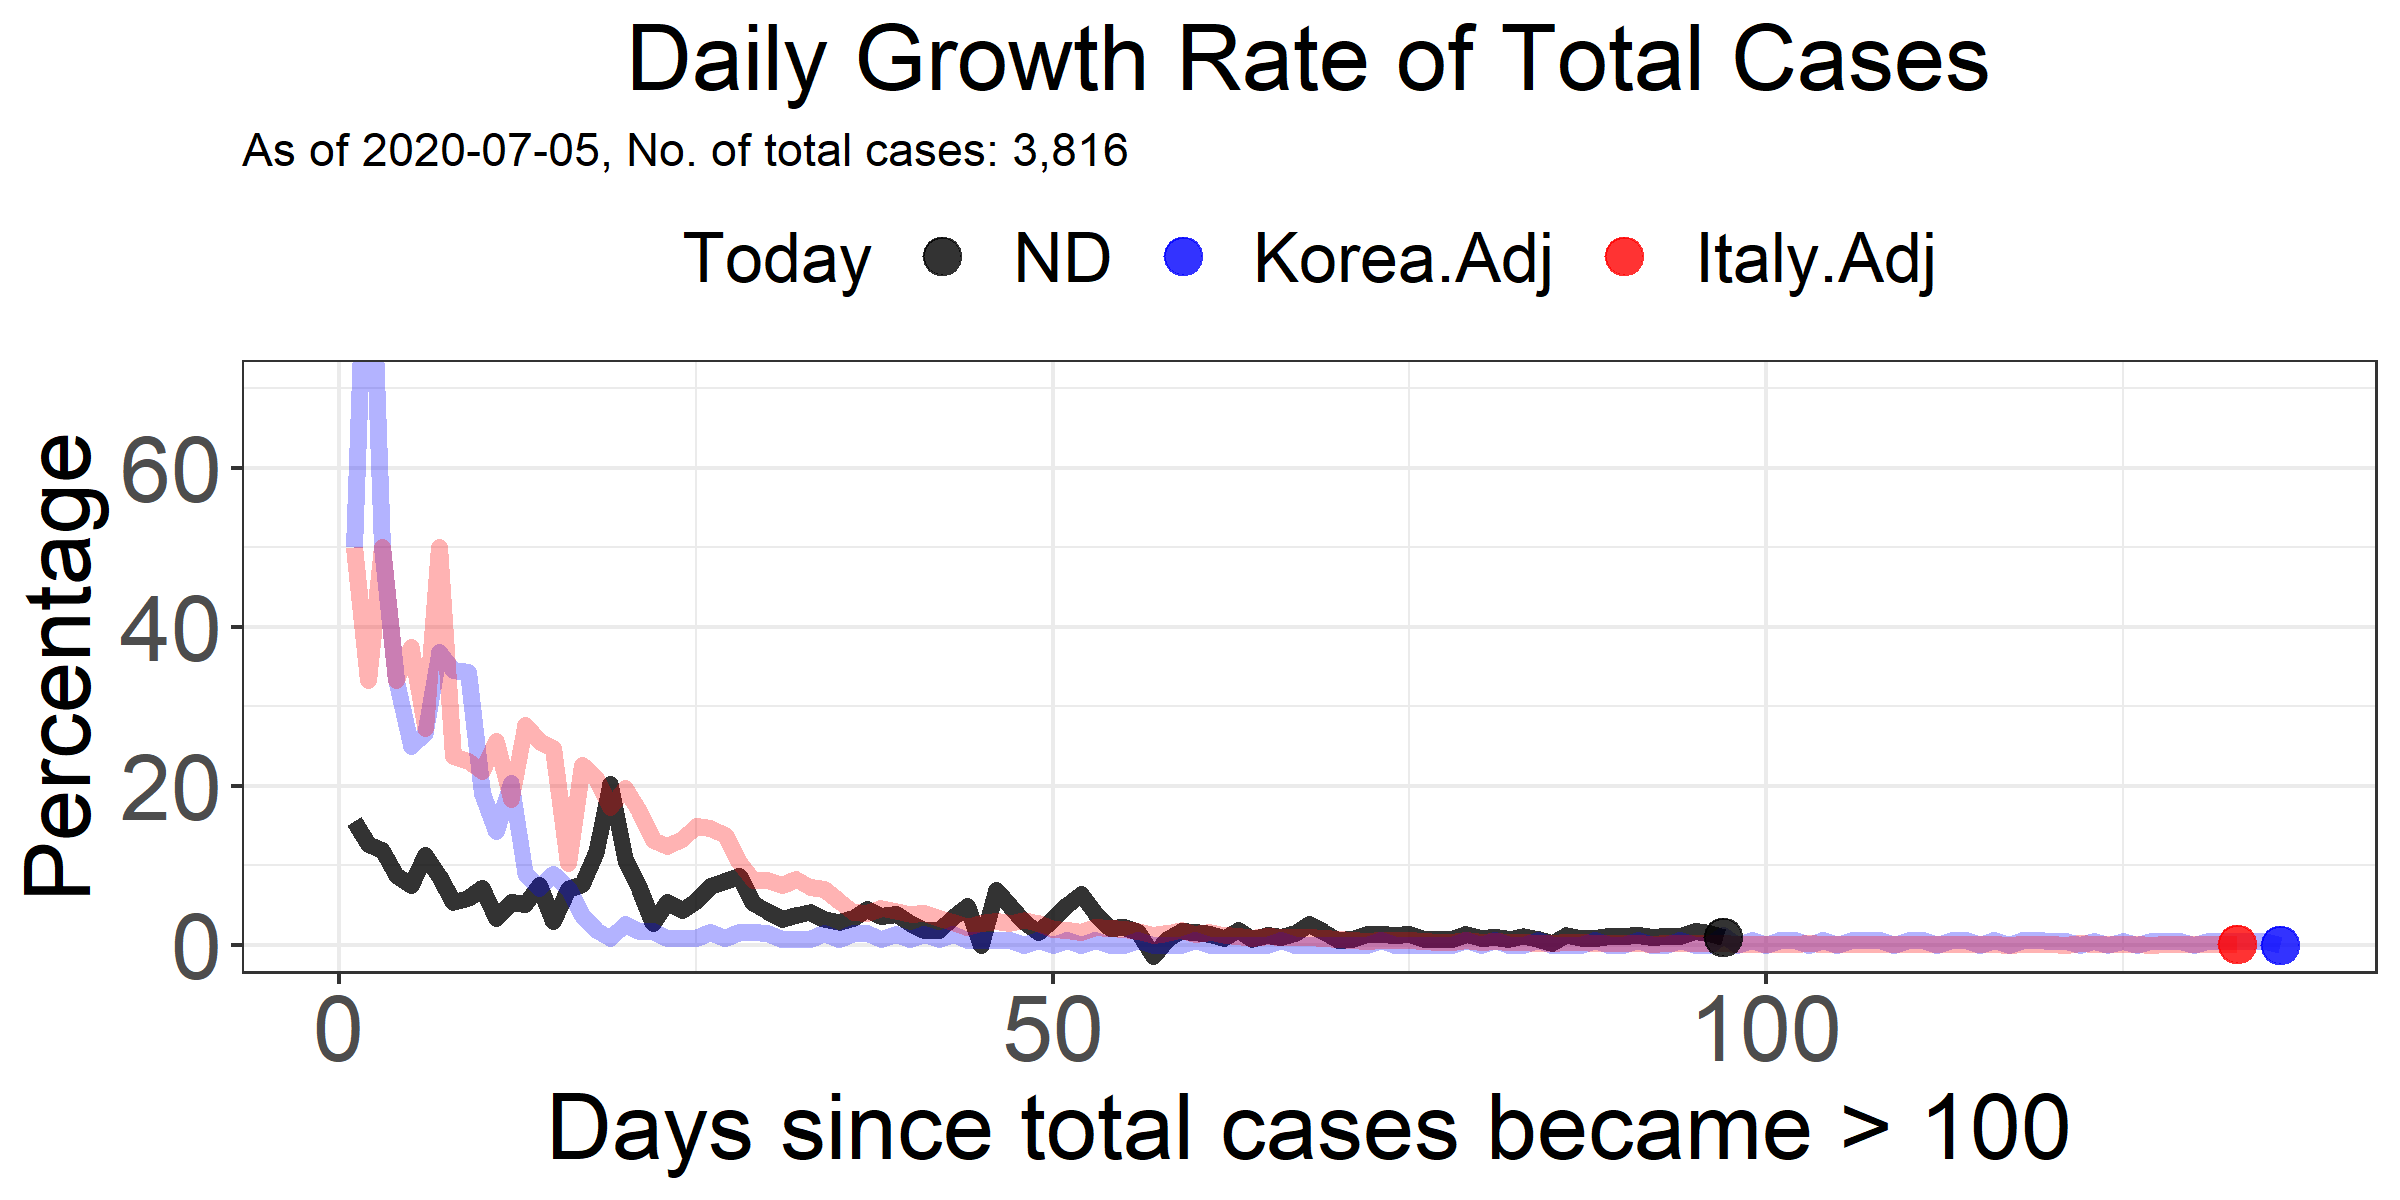 Daily Growth Rate of Total Cases
As of 2020-07-05, No. of total cases: 3,816
Today ND Korea.Adj Italy.Adj
Percentage
60
40
20
0
0 50 100
Days since total cases became > 100